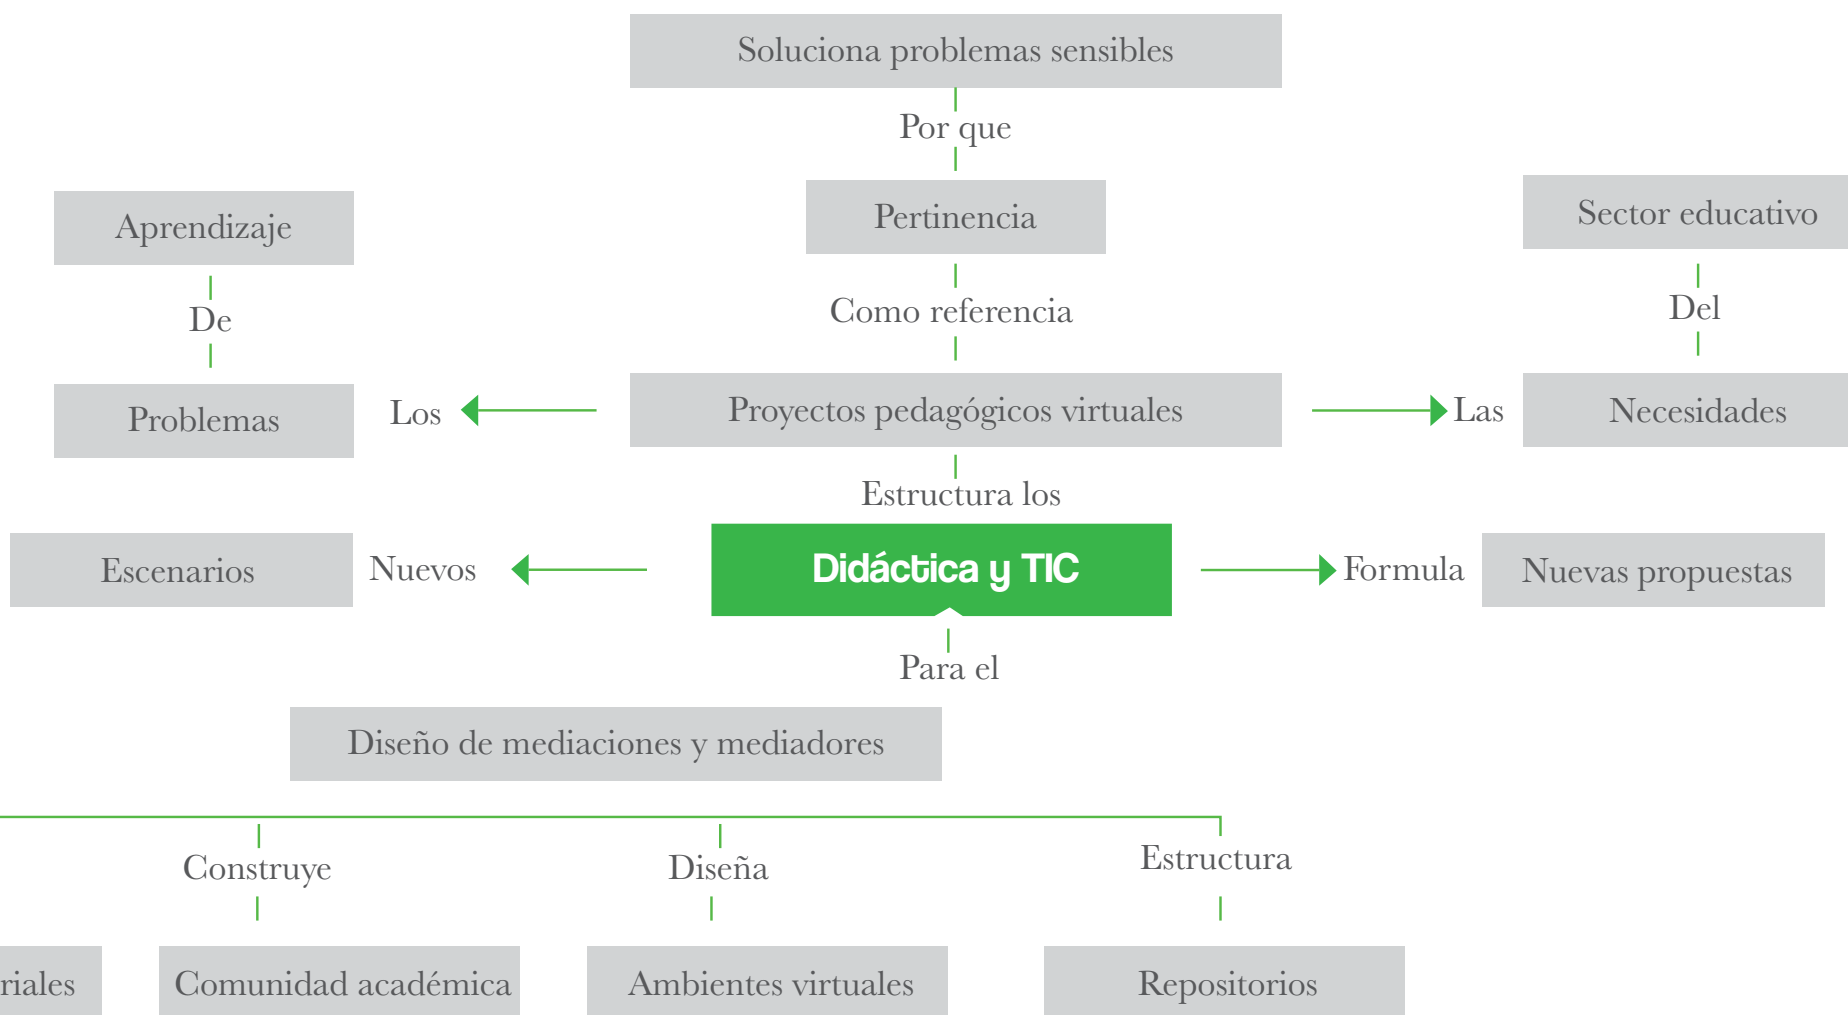 Soluciona problemas sensibles
Por que
Aprendizaje
Pertinencia
Sector educativo
De
Como referencia
Del
Problemas
Los
Proyectos pedagógicos virtuales
Las
Necesidades
Estructura los
Escenarios
Nuevos
Didáctica y TIC
Formula
Nuevas propuestas
Para el
Diseño de mediaciones y mediadores
Construye
Diseña
Estructura
riales
Comunidad académica
Ambientes virtuales
Repositorios